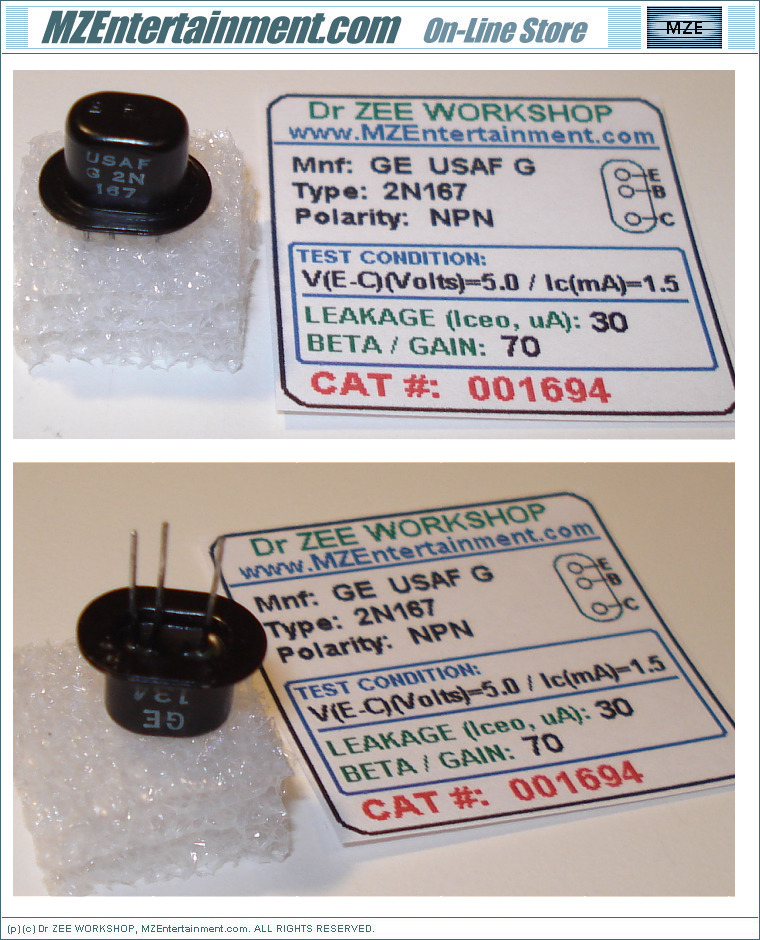 MZEntertainment.com On-Line Store MZE
USAF
G 2N
167
Dr ZEE WORKSHOP
www.MZEntertainment.com
Mnf: GE USAF G
Type: 2N167
Polarity: NPN
E
B
C
TEST CONDITION:
V(E-C)(Volts)=5.0 / Ic(mA)=1.5
LEAKAGE (Iceo, uA): 30
BETA / GAIN: 70
CAT #: 001694
GE
134
Dr ZEE WORKSHOP
www.MZEntertainment.com
Mnf: GE USAF G
Type: 2N167
Polarity: NPN
E
B
C
TEST CONDITION:
V(E-C)(Volts)=5.0 / Ic(mA)=1.5
LEAKAGE (Iceo, uA): 30
BETA / GAIN: 70
CAT #: 001694
(p)(c) Dr ZEE WORKSHOP, MZEntertainment.com. ALL RIGHTS RESERVED.